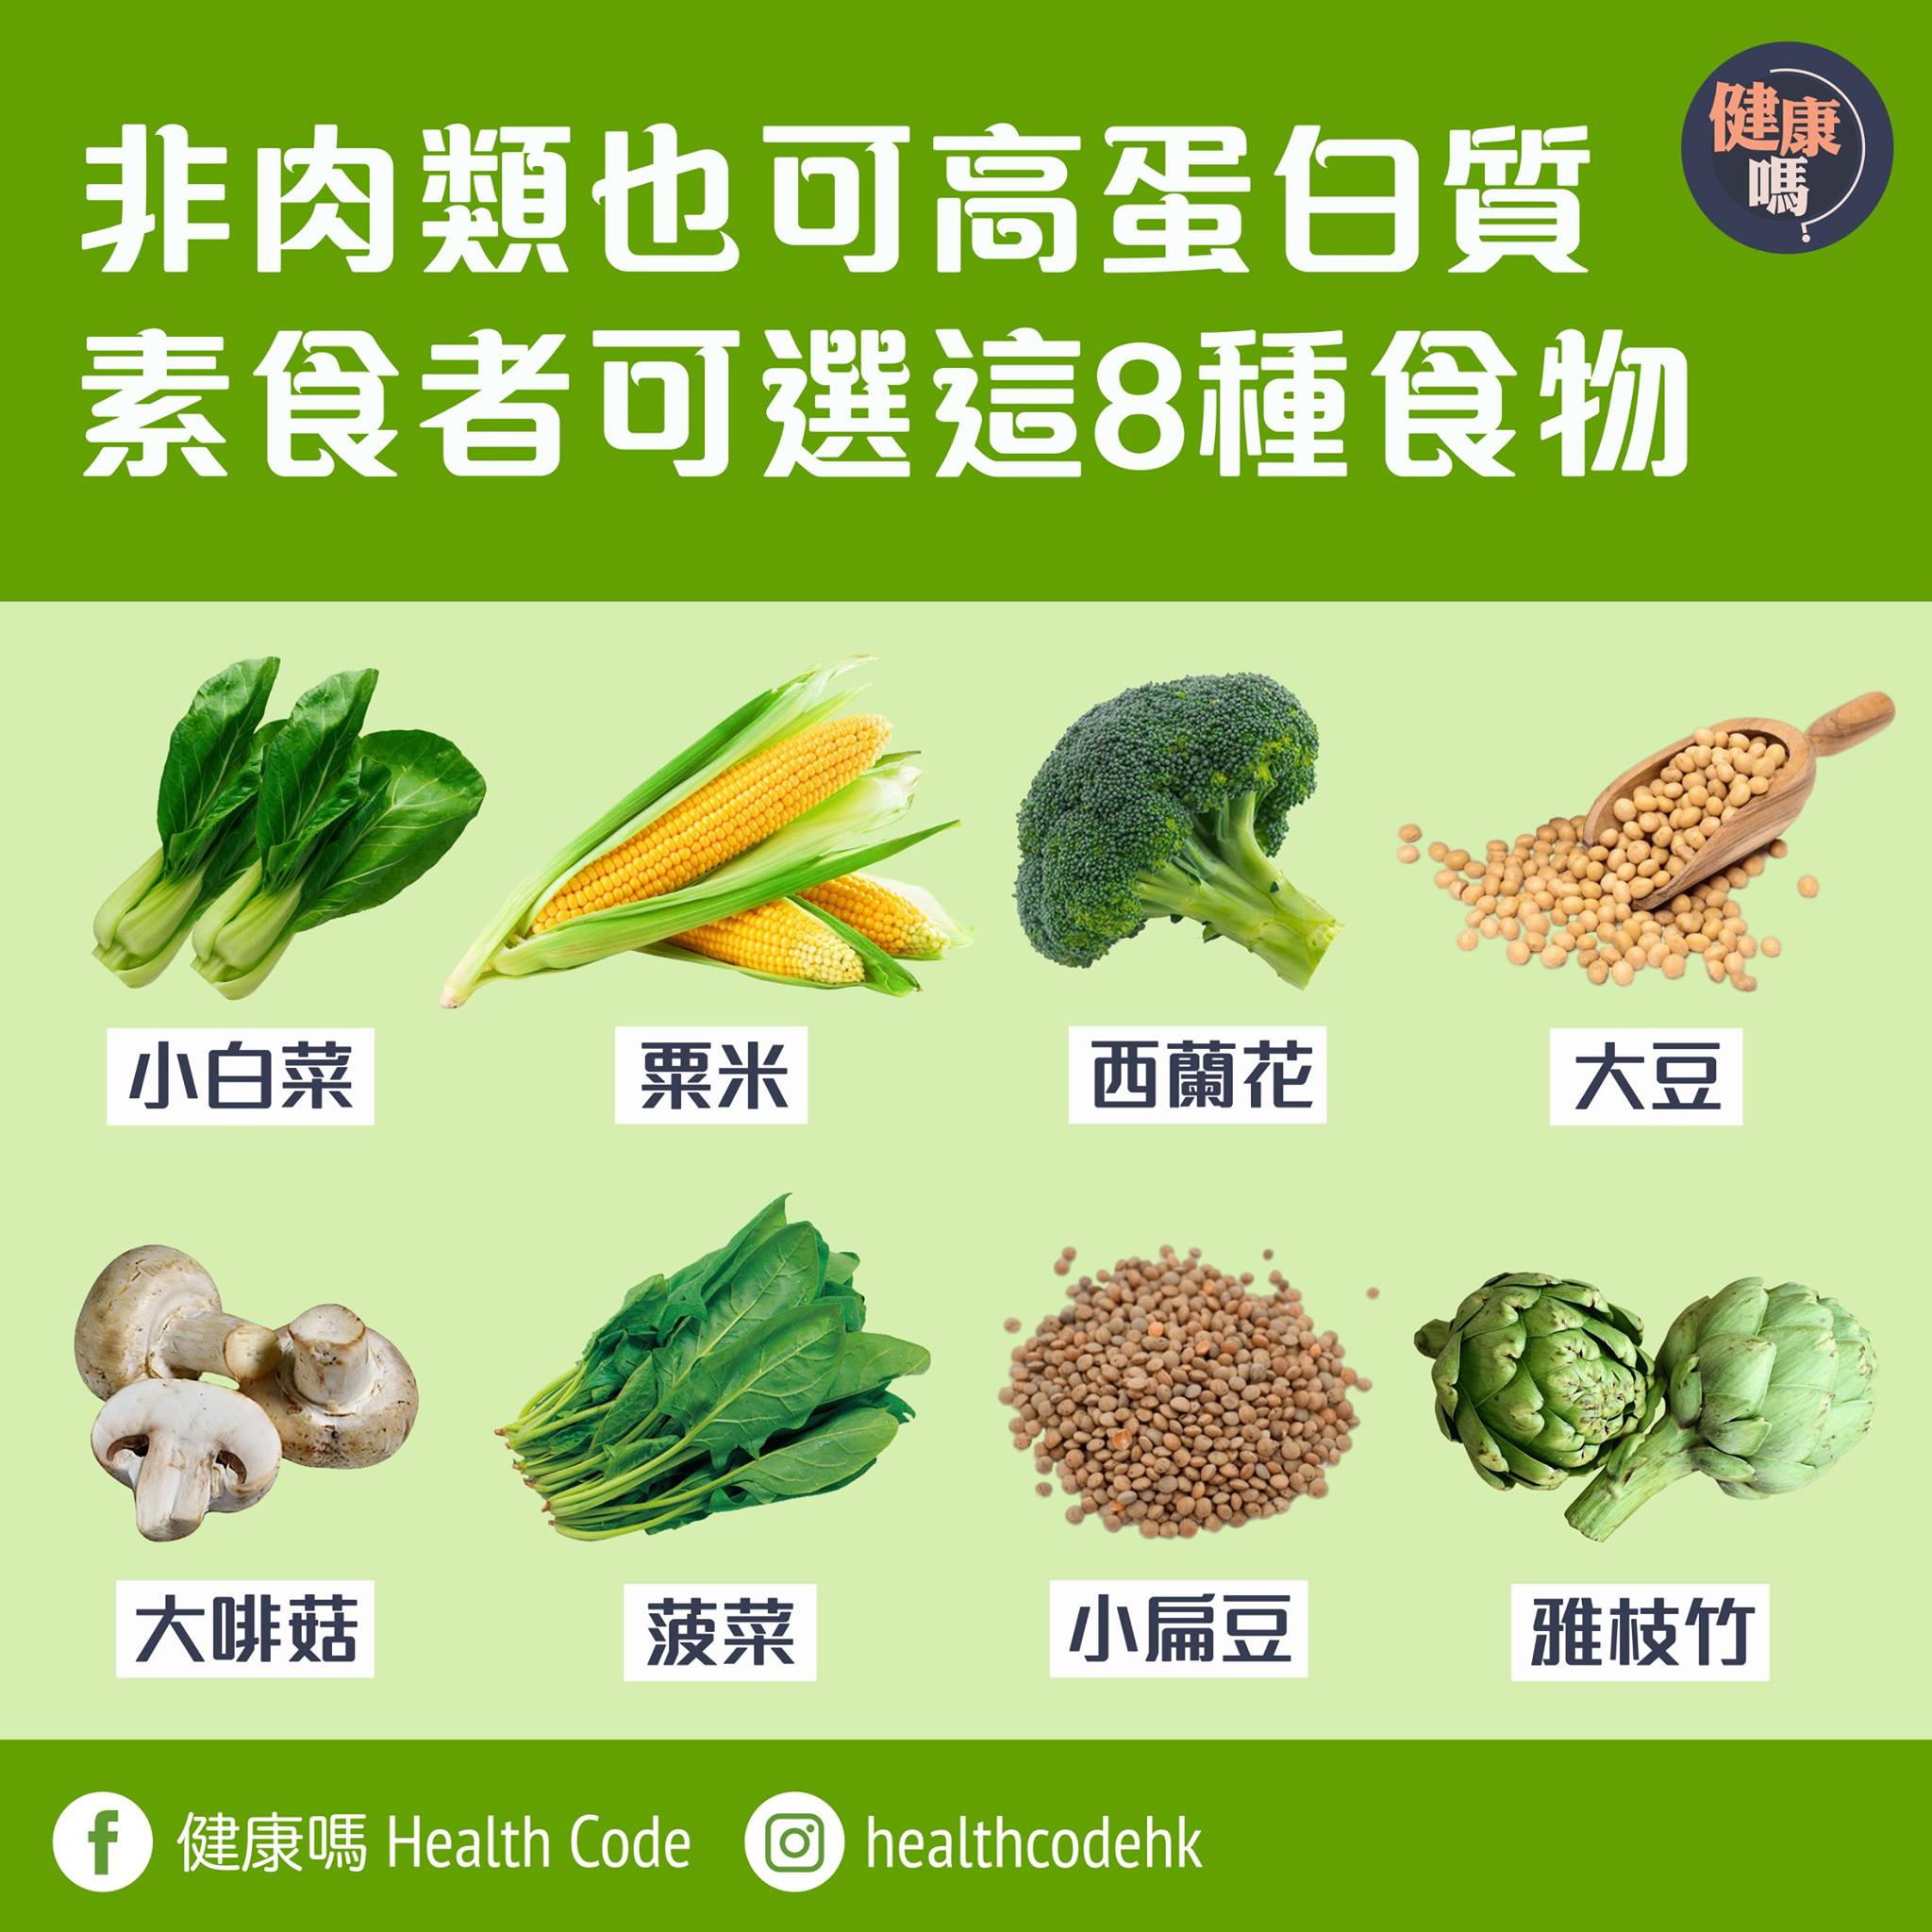 非肉類也可高蛋白質
健康
嗎?
素食者可選這8種食物
小白菜
粟米
西蘭花
大豆
大啡菇
菠菜
小扁豆
雅枝竹
健康嗎 Health Code
healthcodehk